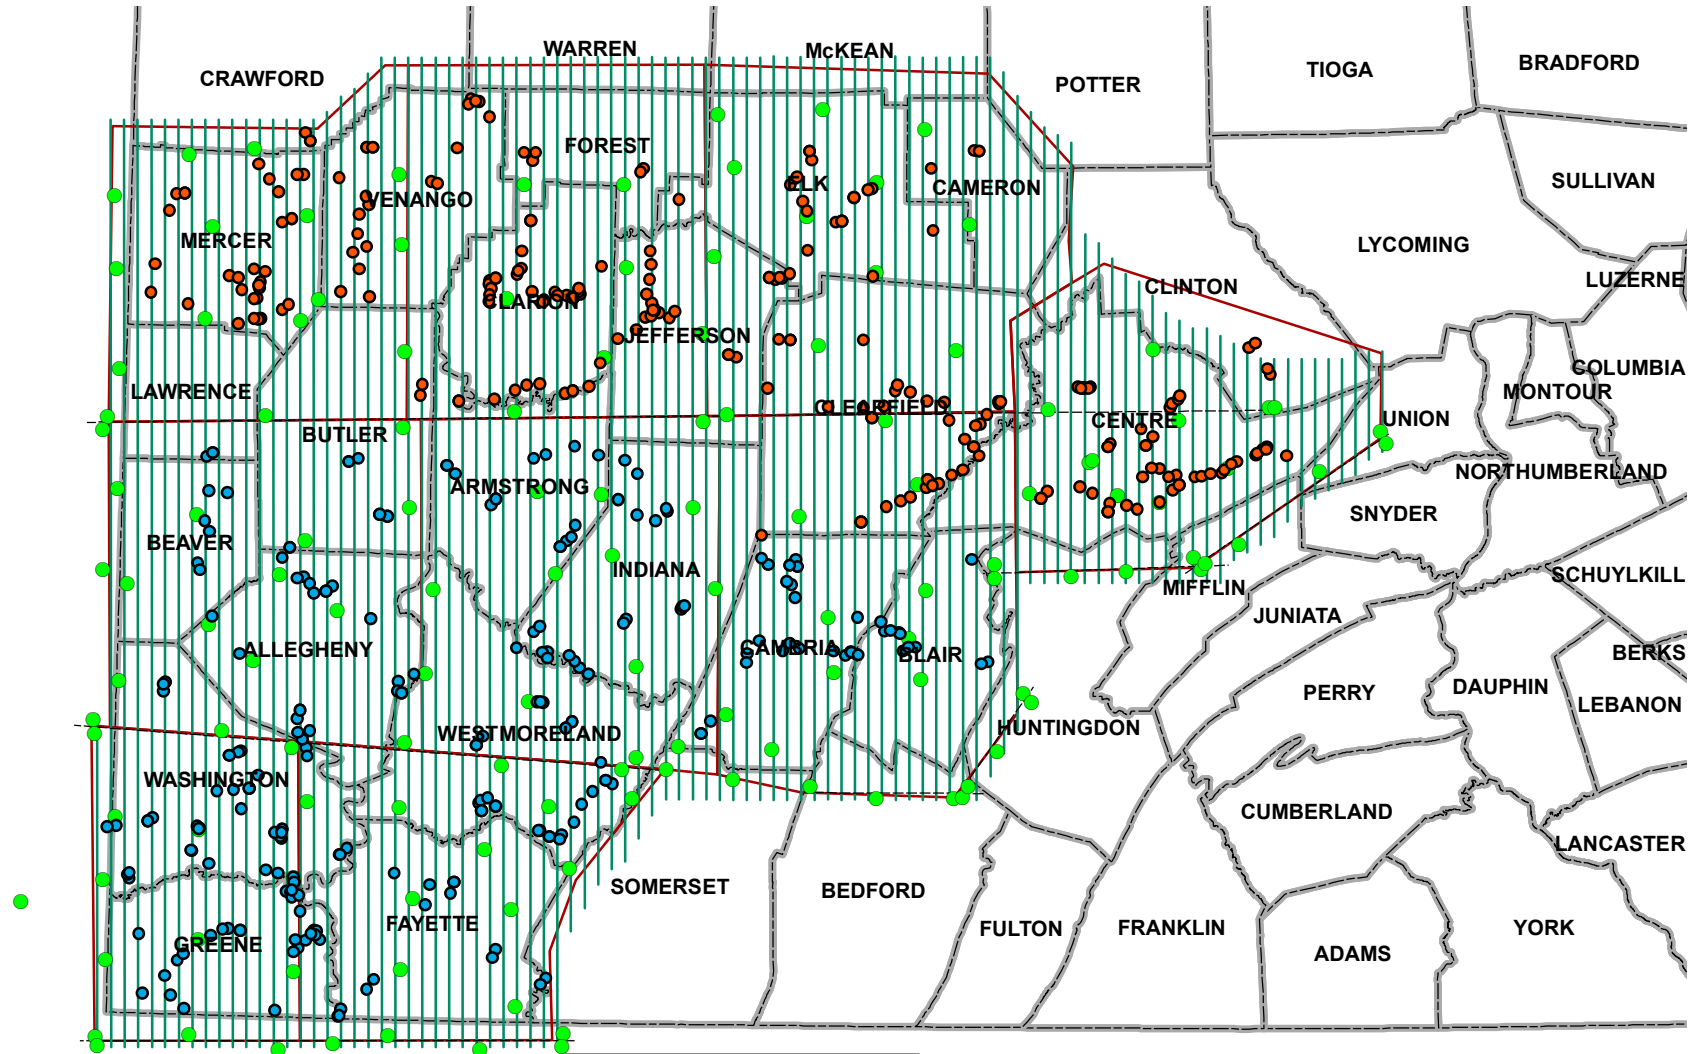 WARREN
McKEAN
CRAWFORD
POTTER
TIOGA
BRADFORD
FOREST
ELK
CAMERON
SULLIVAN
VENANGO
MERCER
LYCOMING
LUZERNE
CLINTON
CLARION
JEFFERSON
COLUMBIA
LAWRENCE
MONTOUR
CLEARFIELD
CENTRE
UNION
BUTLER
NORTHUMBERLAND
ARMSTRONG
SNYDER
BEAVER
INDIANA
SCHUYLKILL
MIFFLIN
JUNIATA
ALLEGHENY
CAMBRIA
BLAIR
BERKS
PERRY
DAUPHIN
LEBANON
HUNTINGDON
WESTMORELAND
WASHINGTON
CUMBERLAND
LANCASTER
SOMERSET
BEDFORD
FAYETTE
FULTON
FRANKLIN
YORK
GREENE
ADAMS